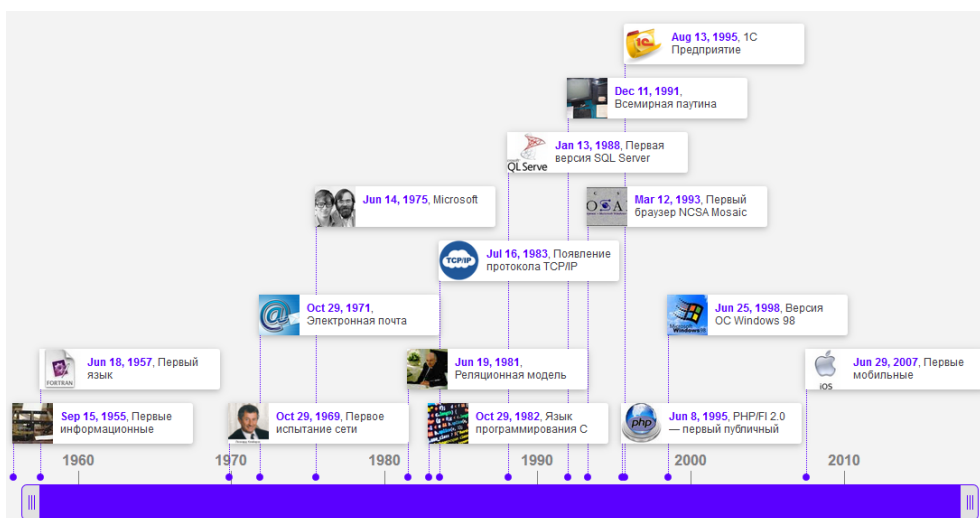 Aug 13, 1995, 1С
Предприятие
Dec 11, 1991,
Всемирная паутина
Jan 13, 1988, Первая
версия SQL Server
QL Serve
Jun 14, 1975, Microsoft
Mar 12, 1993, Первый
браузер NCSA Mosaic
Jul 16, 1983, Появление
протокола TCP/IP
TCP/IP
Oct 29, 1971,
Электронная почта
Jun 25, 1998, Версия
ОС Windows 98
Jun 18, 1957, Первый
язык
FORTRAN
Jun 19, 1981,
Реляционная модель
Jun 29, 2007, Первые
мобильные
iOS
Sep 15, 1955, Первые
информационные
Oct 29, 1969, Первое
испытание сети
Oct 29, 1982, Язык
программирования С
php
Jun 8, 1995, PHP/FI 2.0
— первый публичный
1960
1970
1980
1990
2000
2010